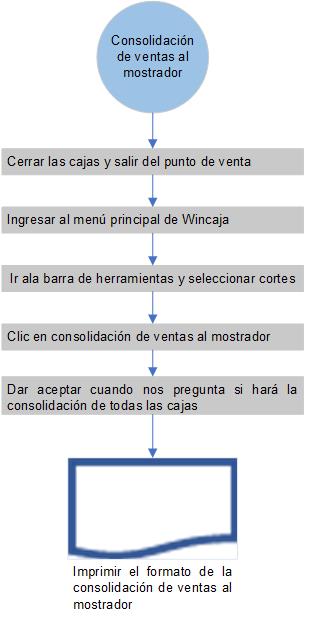 Consolidación
de ventas al
mostrador
Cerrar las cajas y salir del punto de venta
Ingresar al menú principal de Wincaja
Ir ala barra de herramientas y seleccionar cortes
Clic en consolidación de ventas al mostrador
Dar aceptar cuando nos pregunta si hará la
consolidación de todas las cajas
Imprimir el formato de la
consolidación de ventas al
mostrador